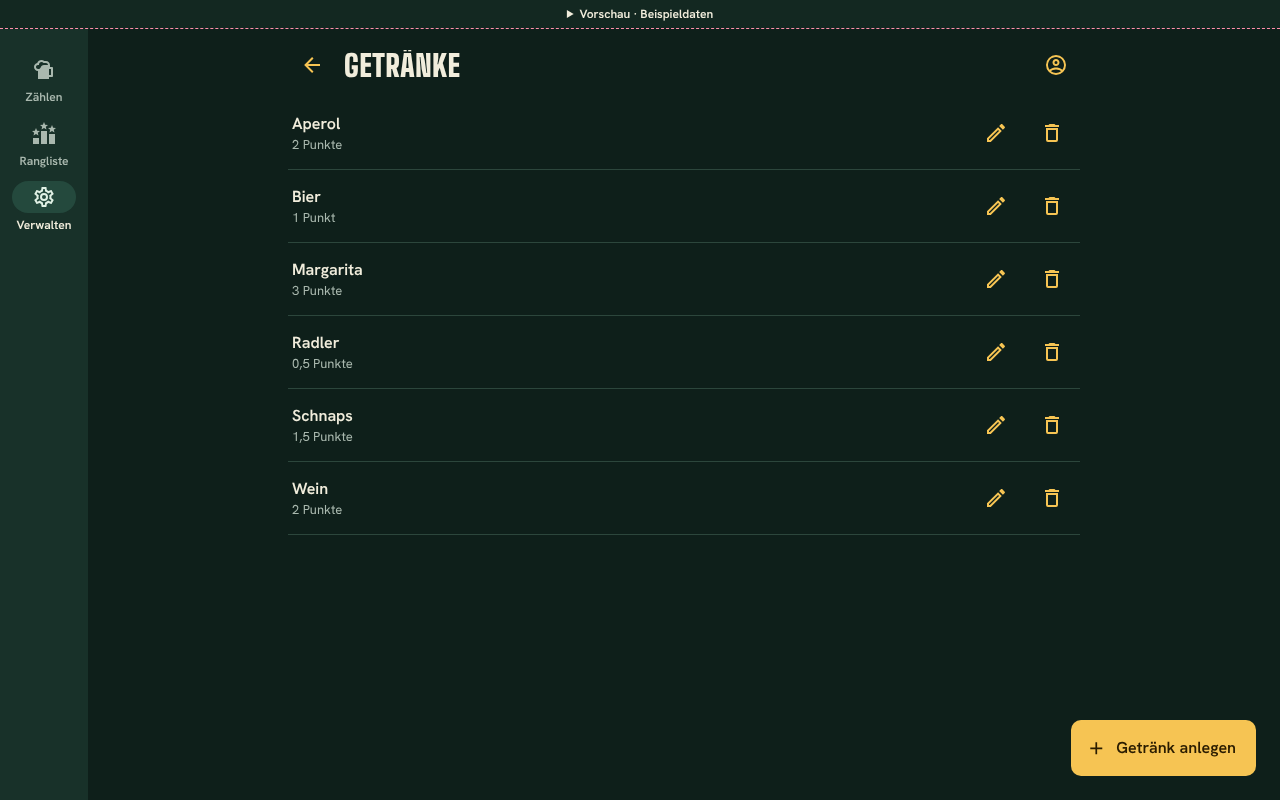 Vorschau · Beispieldaten
Zählen
Rangliste
Verwalten
GETRÄNKE
Aperol
2 Punkte
Bier
1 Punkt
Margarita
3 Punkte
Radler
0,5 Punkte
Schnaps
1,5 Punkte
Wein
2 Punkte
Getränk anlegen